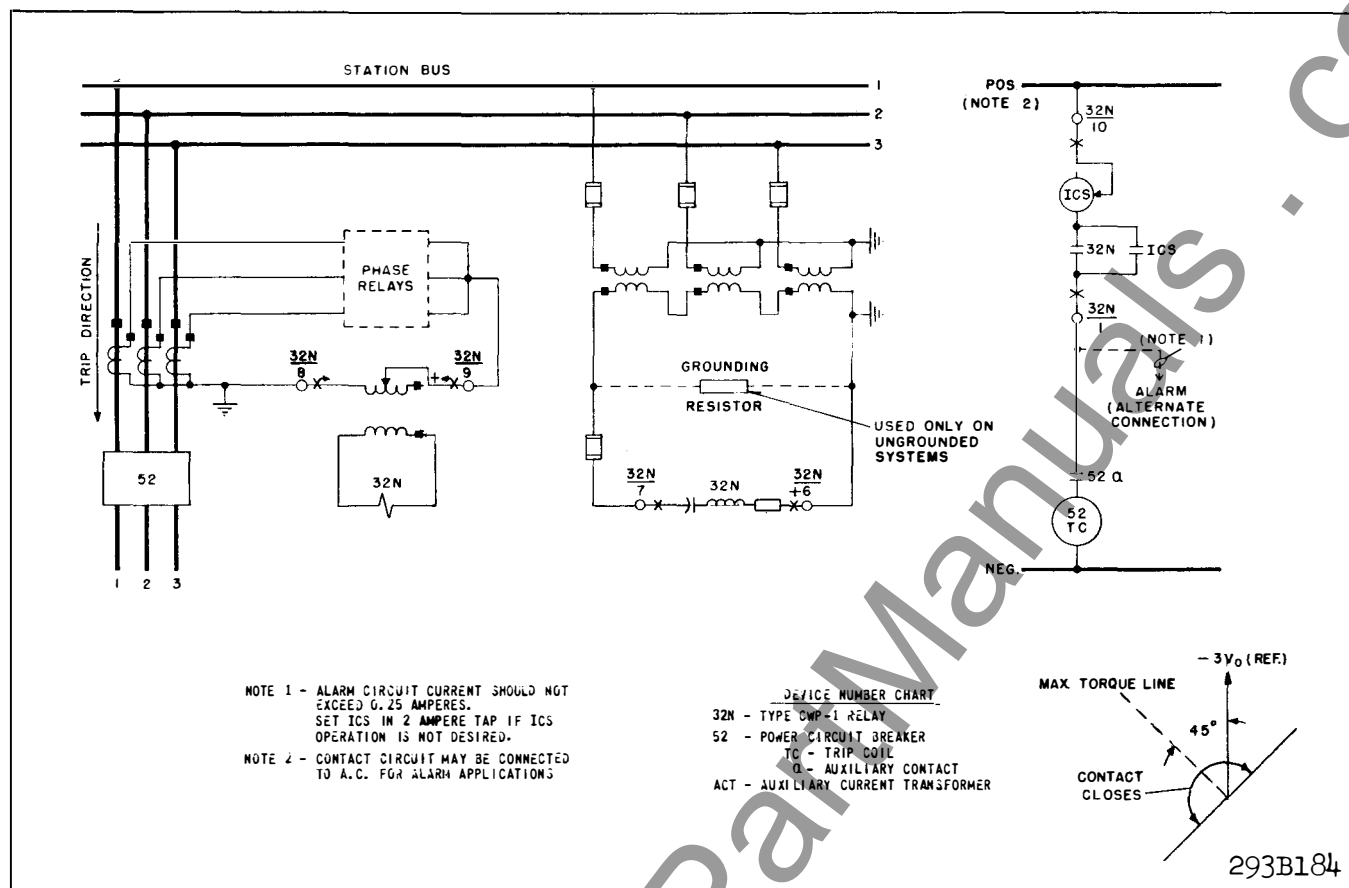 STATION BUS
1
2
3
POS.
(NOTE 2)
32N
10
ICS
32N
ICS
32N
1
(NOTE 1)
ALARM
(ALTERNATE
CONNECTION)
52 a
52
TC
NEG.
TRIP DIRECTION
PHASE
RELAYS
32N
8
32N
9
+
32N
52
1 2 3
GROUNDING
RESISTOR
USED ONLY ON
UNGROUNDED
SYSTEMS
32N
7
32N
32N
+6
NOTE 1 - ALARM CIRCUIT CURRENT SHOULD NOT
EXCEED 0.25 AMPERES.
SET ICS IN 2 AMPERE TAP IF ICS
OPERATION IS NOT DESIRED.
NOTE 2 - CONTACT CIRCUIT MAY BE CONNECTED
TO A.C. FOR ALARM APPLICATIONS
DEVICE NUMBER CHART
32N - TYPE CWP-1 RELAY
52 - POWER CIRCUIT BREAKER
TC - TRIP COIL
a - AUXILIARY CONTACT
ACT - AUXILIARY CURRENT TRANSFORMER
- 3V0 (REF.)
MAX. TORQUE LINE
45°
CONTACT
CLOSES
293B184
PartManuals . co